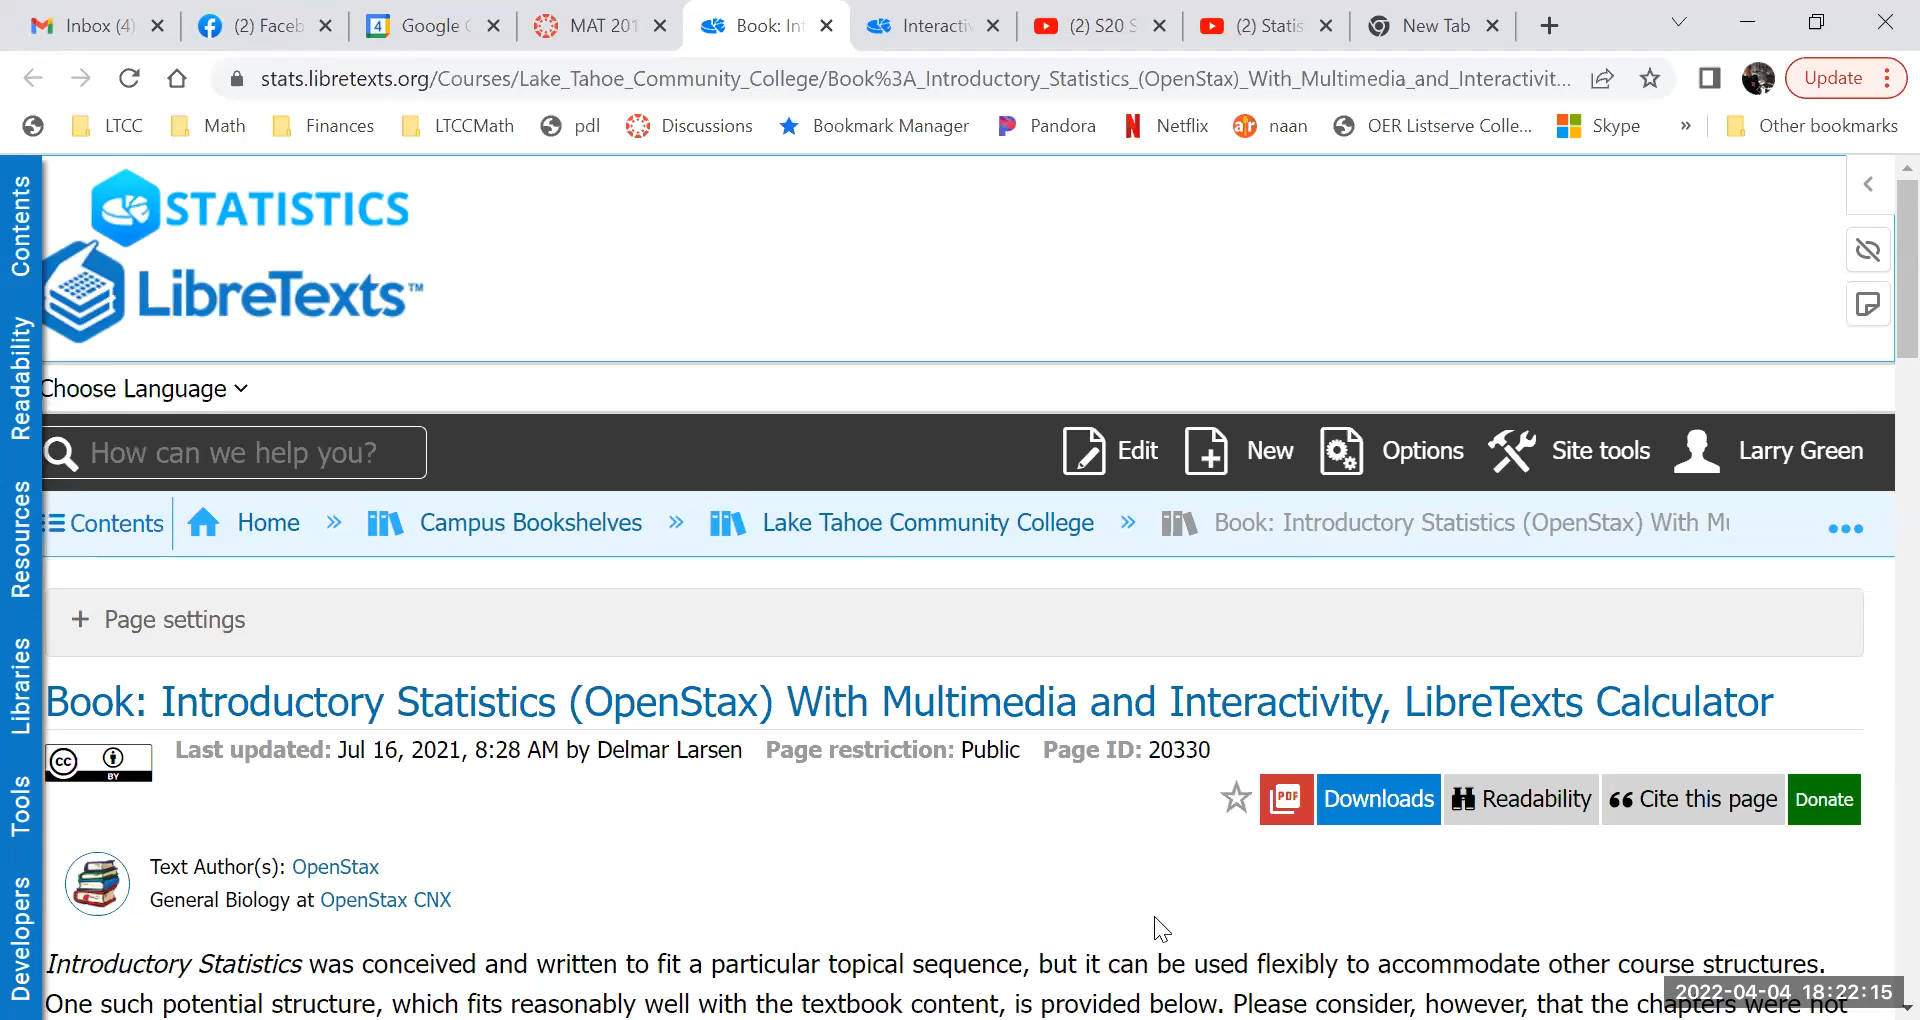 Inbox (4)
(2) Faceb
Google C
MAT 201
Book: Int
Interactiv
(2) S20 S
(2) Statis
New Tab
stats.libretexts.org/Courses/Lake_Tahoe_Community_College/Book%3A_Introductory_Statistics_(OpenStax)_With_Multimedia_and_Interactivit...
Update
LTCC
Math
Finances
LTCCMath
pdl
Discussions
Bookmark Manager
Pandora
Netflix
naan
OER Listserve Colle...
Skype
»
Other bookmarks
Contents
Readability
Resources
Libraries
Tools
Developers
STATISTICS
LibreTexts™
Choose Language
How can we help you?
Edit
New
Options
Site tools
Larry Green
Contents
Home » Campus Bookshelves » Lake Tahoe Community College » Book: Introductory Statistics (OpenStax) With Mu
+ Page settings
Book: Introductory Statistics (OpenStax) With Multimedia and Interactivity, LibreTexts Calculator
cc BY
Last updated: Jul 16, 2021, 8:28 AM by Delmar Larsen Page restriction: Public Page ID: 20330
PDF
Downloads
Readability
Cite this page
Donate
Text Author(s): OpenStax
General Biology at OpenStax CNX
Introductory Statistics was conceived and written to fit a particular topical sequence, but it can be used flexibly to accommodate other course structures.
One such potential structure, which fits reasonably well with the textbook content, is provided below. Please consider, however, that the chapters were not
2022-04-04 18:22:15